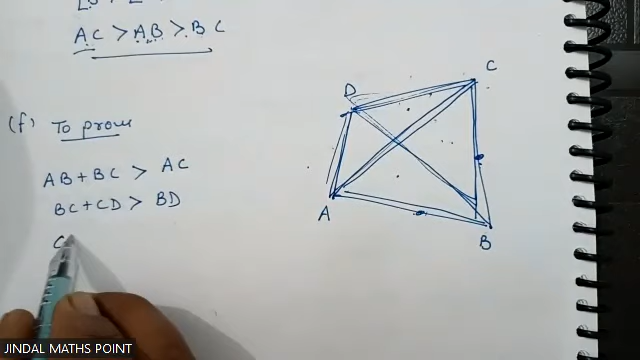 AC > AB > BC
(f) To prove
AB + BC > AC
BC + CD > BD
C
D
C
A
B
JINDAL MATHS POINT